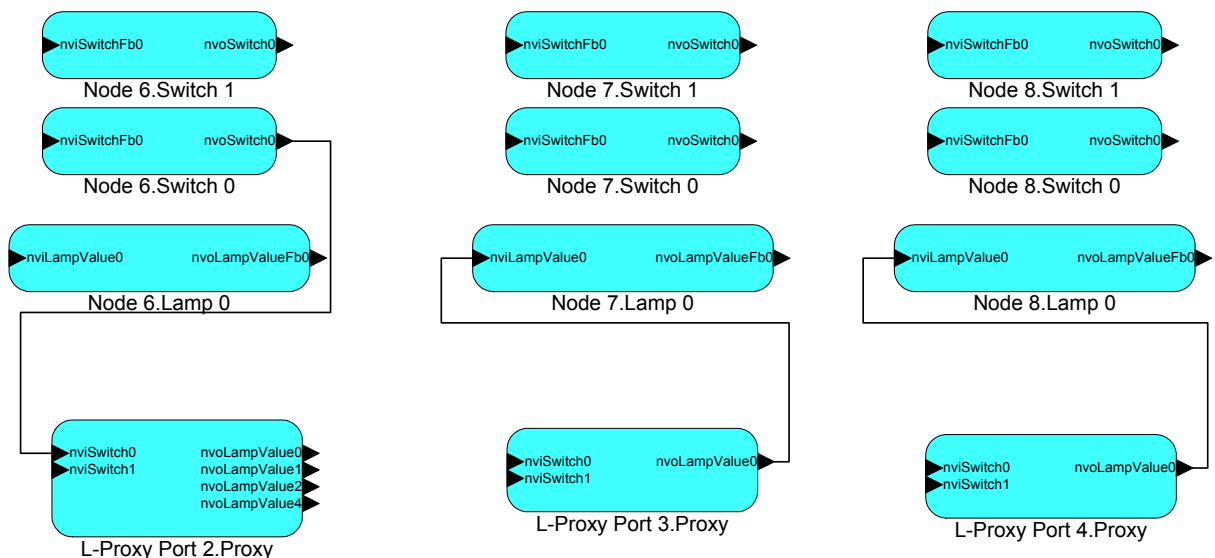 nviSwitchFb0 nvoSwitch0
Node 6.Switch 1
nviSwitchFb0 nvoSwitch0
Node 6.Switch 0
nviLampValue0 nvoLampValueFb0
Node 6.Lamp 0
nviSwitch0 nvoLampValue0
nviSwitch1 nvoLampValue1
nvoLampValue2
nvoLampValue4
L-Proxy Port 2.Proxy
nviSwitchFb0 nvoSwitch0
Node 7.Switch 1
nviSwitchFb0 nvoSwitch0
Node 7.Switch 0
nviLampValue0 nvoLampValueFb0
Node 7.Lamp 0
nviSwitch0 nvoLampValue0
nviSwitch1
L-Proxy Port 3.Proxy
nviSwitchFb0 nvoSwitch0
Node 8.Switch 1
nviSwitchFb0 nvoSwitch0
Node 8.Switch 0
nviLampValue0 nvoLampValueFb0
Node 8.Lamp 0
nviSwitch0 nvoLampValue0
nviSwitch1
L-Proxy Port 4.Proxy